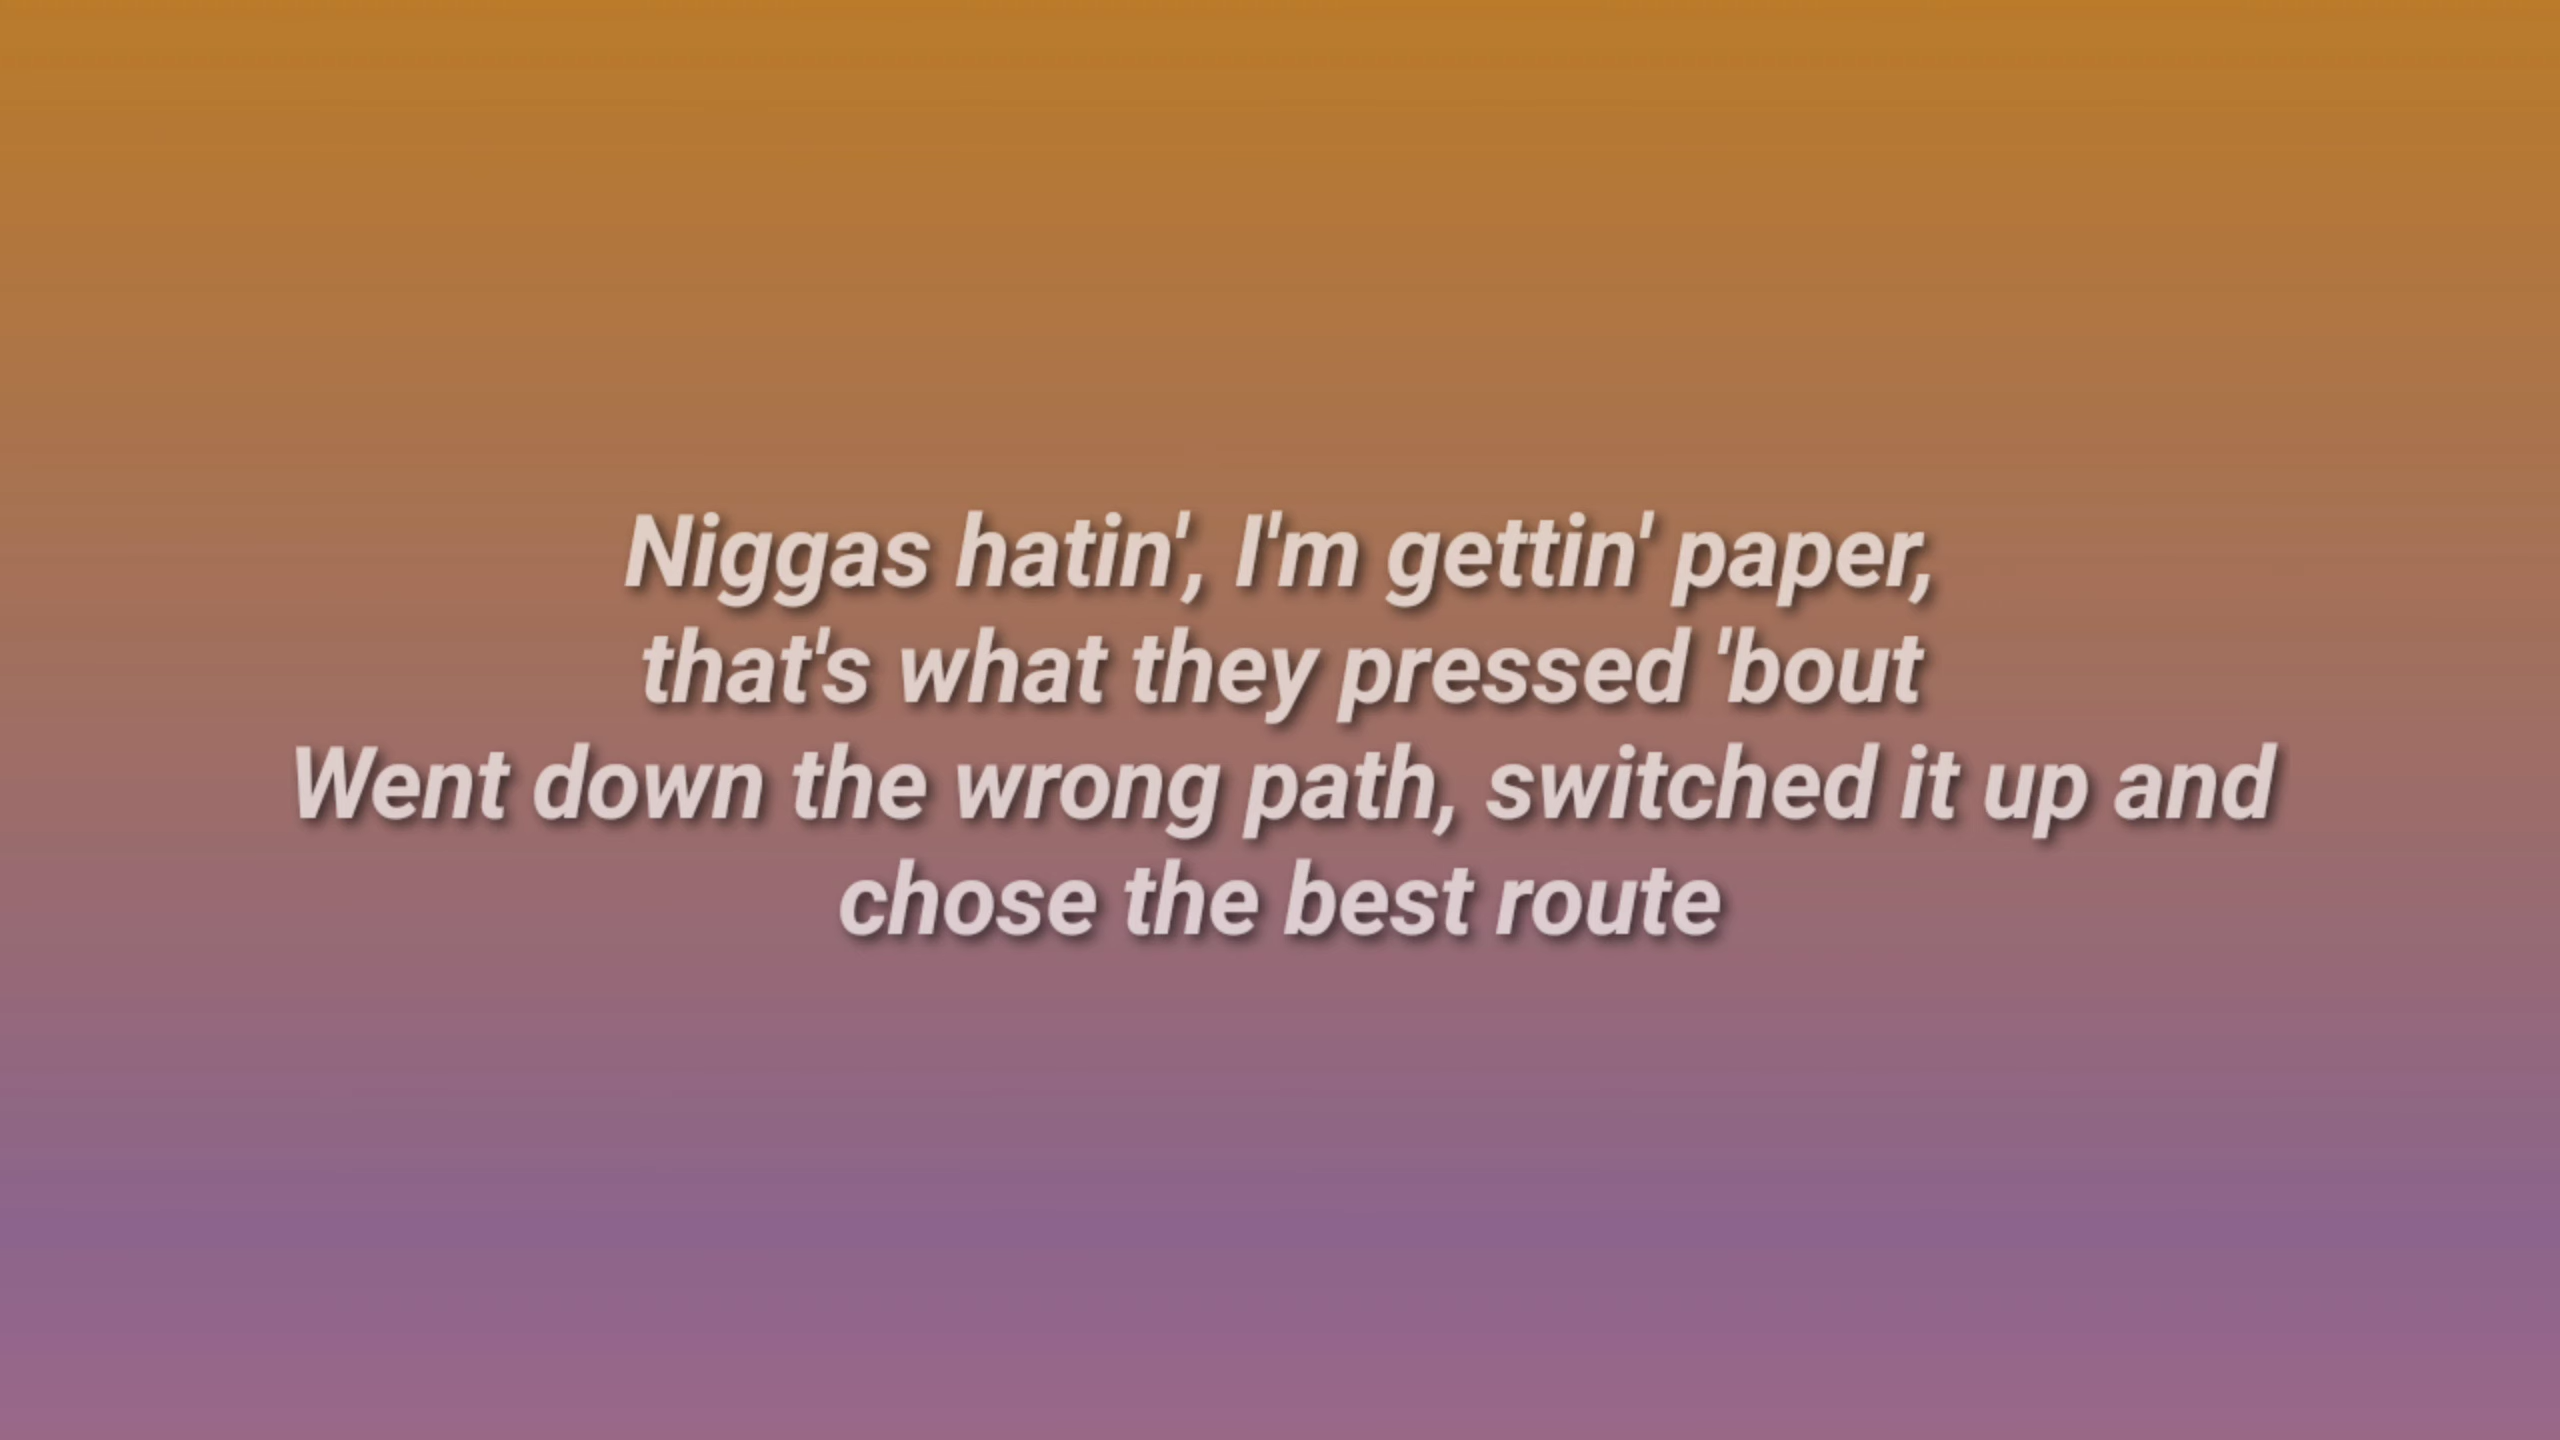 Niggas hatin', I'm gettin' paper,
that's what they pressed 'bout
Went down the wrong path, switched it up and
chose the best route